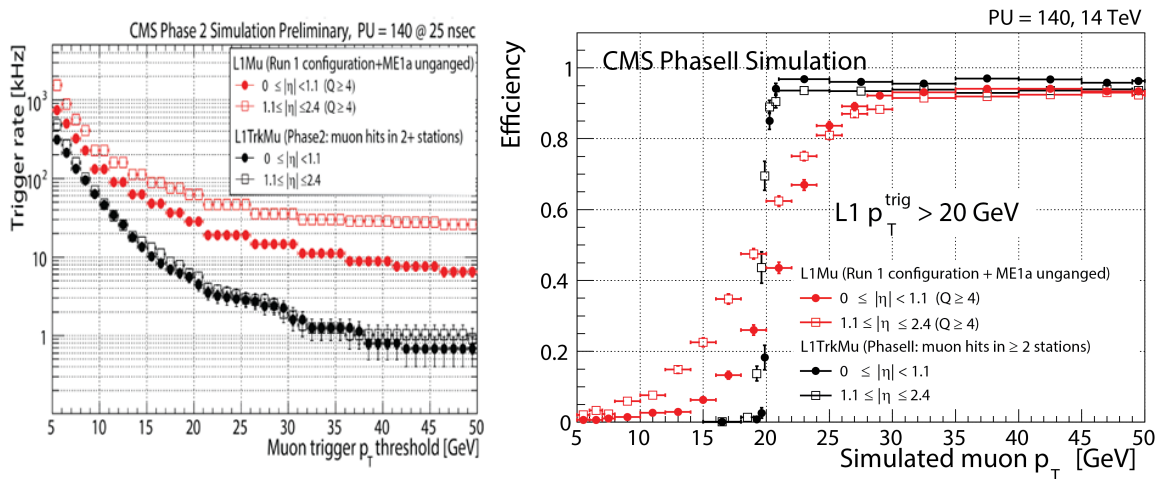 CMS Phase 2 Simulation Preliminary, PU = 140 @ 25 nsec
Trigger rate [kHz]
L1Mu (Run 1 configuration+ME1a unganged)
0 ≤ |η| <1.1 (Q ≥ 4)
1.1≤ |η| ≤2.4 (Q ≥ 4)
L1TrkMu (Phase2: muon hits in 2+ stations)
0 ≤ |η| <1.1
1.1≤ |η| ≤2.4
10³
10²
10
1
5 10 15 20 25 30 35 40 45 50
Muon trigger p_T threshold [GeV]
PU = 140, 14 TeV
Efficiency
CMS PhaseII Simulation
L1 p_T^trig > 20 GeV
L1Mu (Run 1 configuration + ME1a unganged)
0 ≤ |η| < 1.1 (Q ≥ 4)
1.1 ≤ |η| ≤ 2.4 (Q ≥ 4)
L1TrkMu (PhaseII: muon hits in ≥ 2 stations)
0 ≤ |η| < 1.1
1.1 ≤ |η| ≤ 2.4
1
0.8
0.6
0.4
0.2
0
5 10 15 20 25 30 35 40 45 50
Simulated muon p_T [GeV]